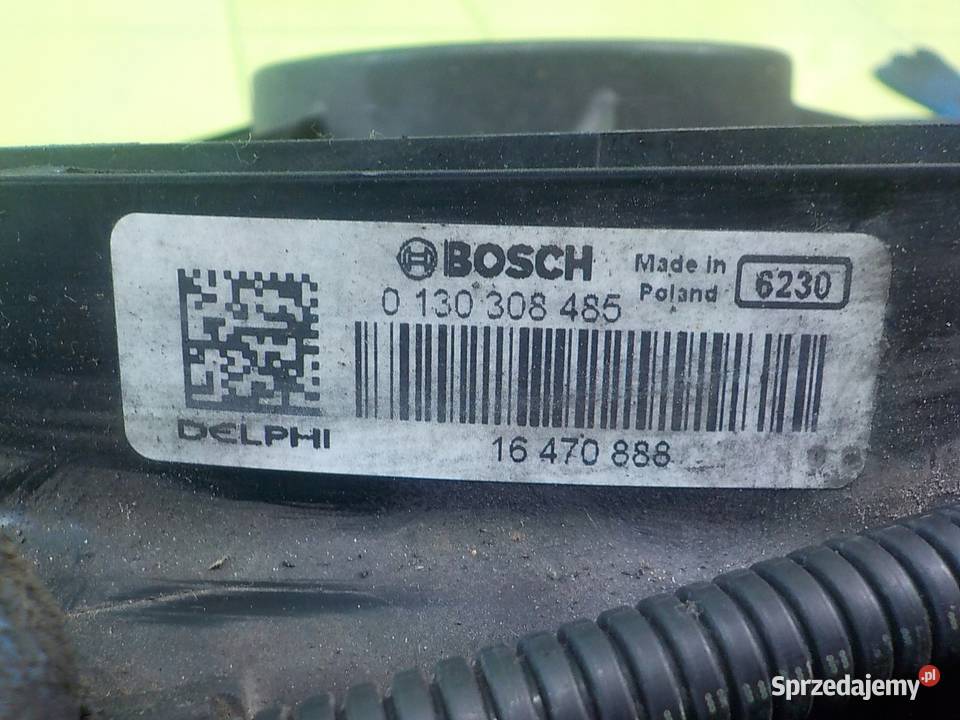 BOSCH
0 130 308 485
Made in
Poland
6230
DELPHI
16 470 888
Sprzedajemy.pl